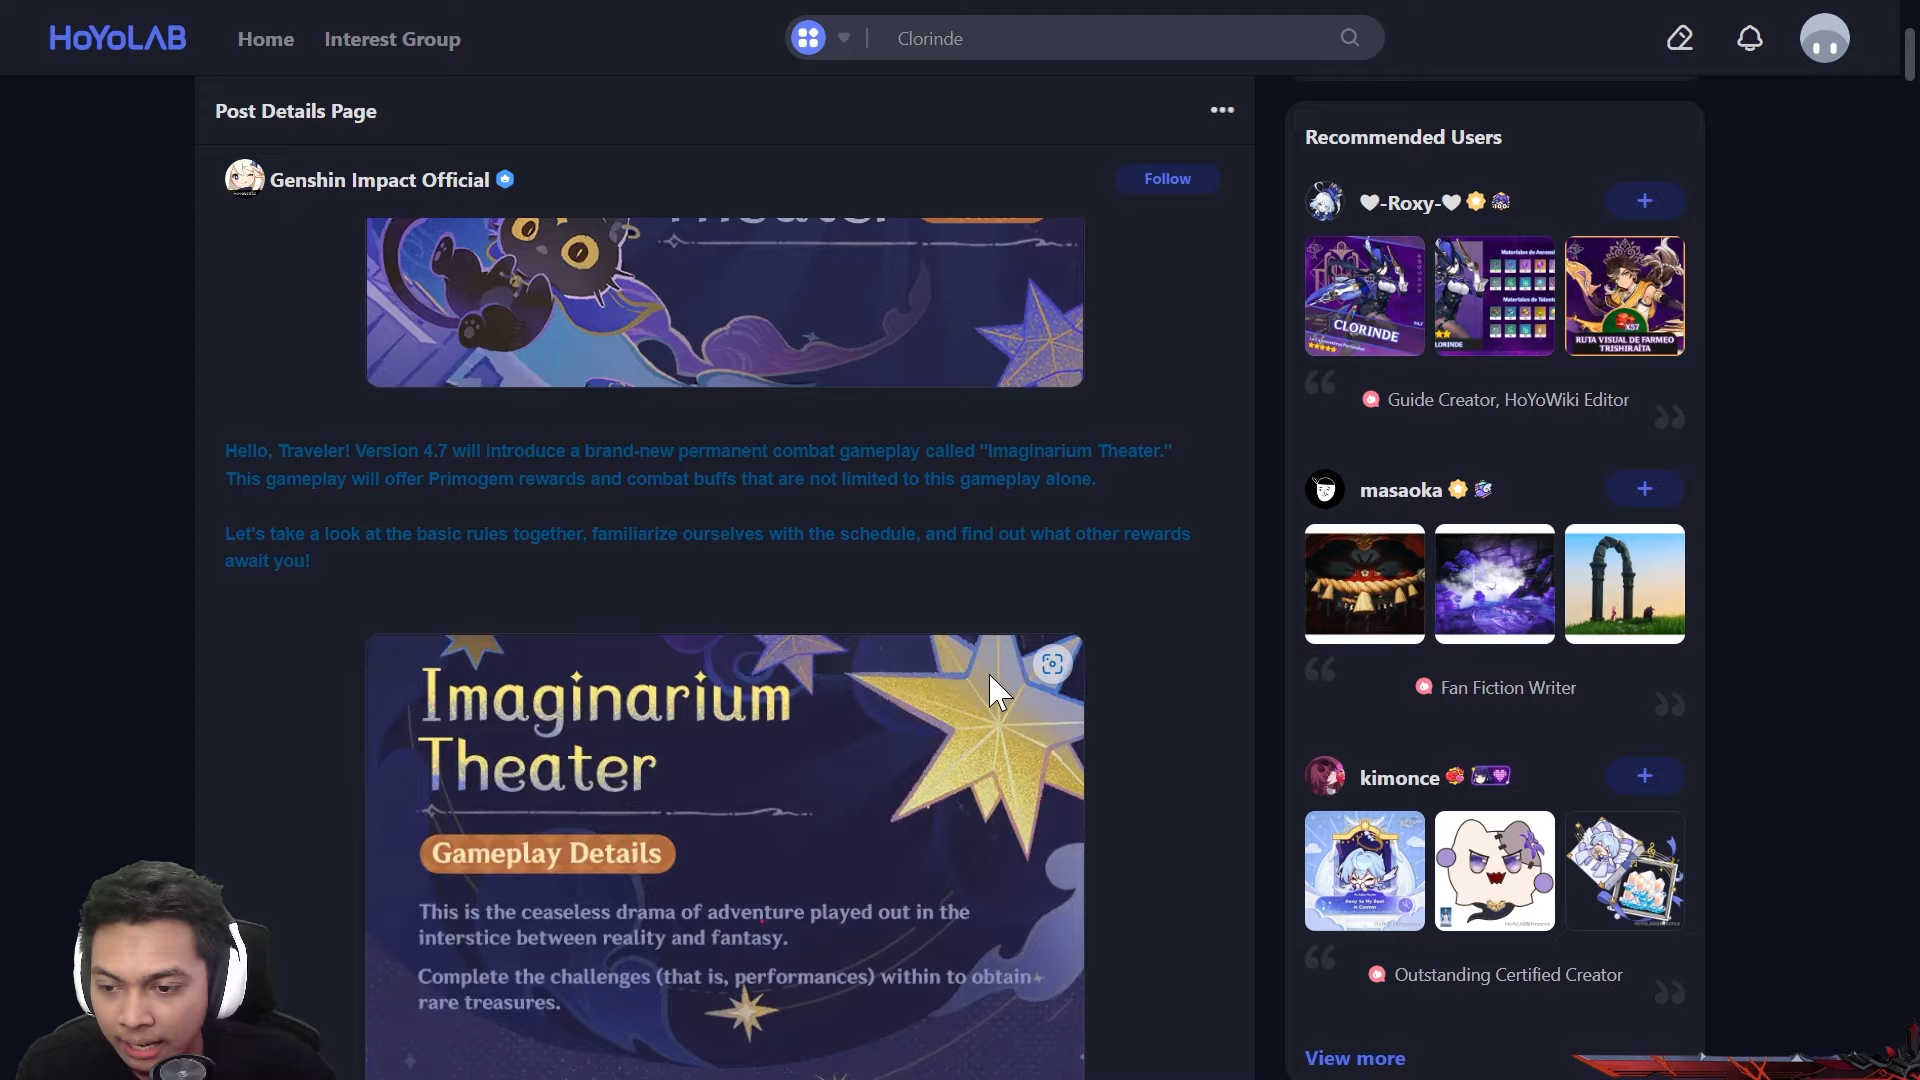 HoYoLAB
Home
Interest Group
Clorinde
Post Details Page
Genshin Impact Official
Follow
Theater
Hello, Traveler! Version 4.7 will introduce a brand-new permanent combat gameplay called "Imaginarium Theater."
This gameplay will offer Primogem rewards and combat buffs that are not limited to this gameplay alone.
Let's take a look at the basic rules together, familiarize ourselves with the schedule, and find out what other rewards
await you!
Imaginarium
Theater
Gameplay Details
This is the ceaseless drama of adventure played out in the
interstice between reality and fantasy.
Complete the challenges (that is, performances) within to obtain
rare treasures.
Recommended Users
-Roxy-
CLORINDE
LORINDE
X57
RUTA VISUAL DE FARMEO
TRISHIRAÍTA
Guide Creator, HoYoWiki Editor
masaoka
Fan Fiction Writer
kimonce
Outstanding Certified Creator
View more